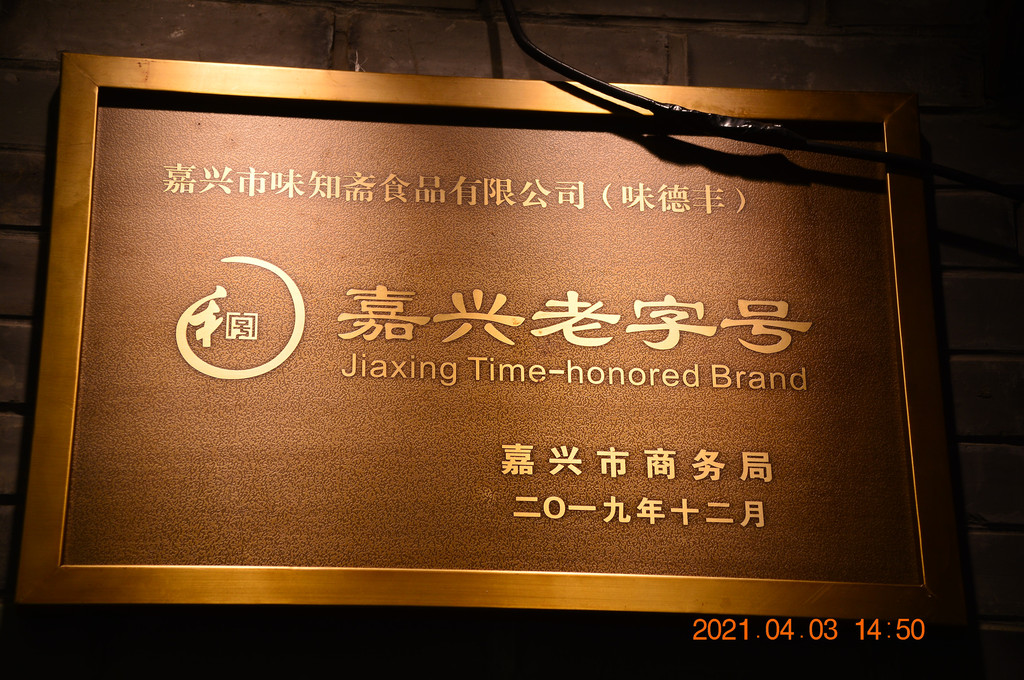 嘉兴市味知斋食品有限公司（味德丰）
嘉兴老字号
Jiaxing Time-honored Brand
嘉兴市商务局
二〇一九年十二月
2021.04.03 14:50